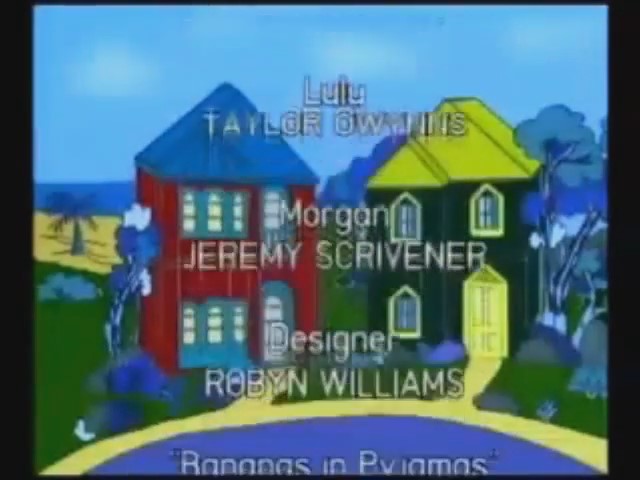 Lulu
TAYLOR OWYNNS
Morgan
JEREMY SCRIVENER
Designer
ROBYN WILLIAMS
"Bananas in Pyjamas"